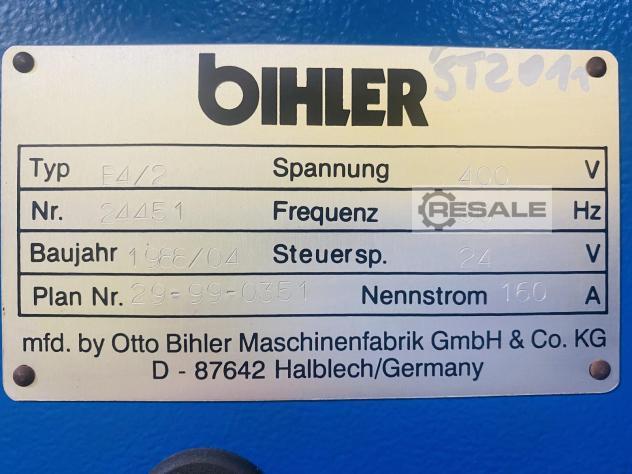 BIHLER
Typ E4/2 Spannung 400 V
Nr. 24451 Frequenz Hz
RESALE
Baujahr 1988/04 Steuersp. 24 V
Plan Nr. 29-99-0351 Nennstrom 160 A
mfd. by Otto Bihler Maschinenfabrik GmbH & Co. KG
D - 87642 Halblech/Germany